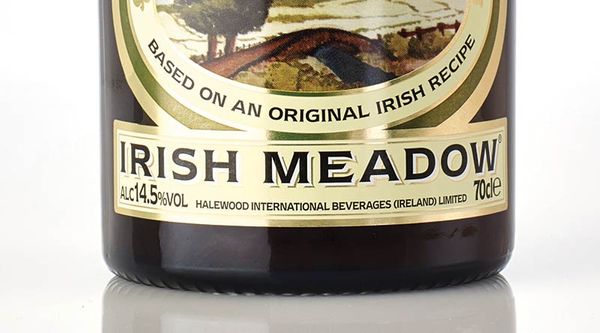 BASED ON AN ORIGINAL IRISH RECIPE
IRISH MEADOW®
ALC14.5%VOL HALEWOOD INTERNATIONAL BEVERAGES (IRELAND) LIMITED 70cl℮